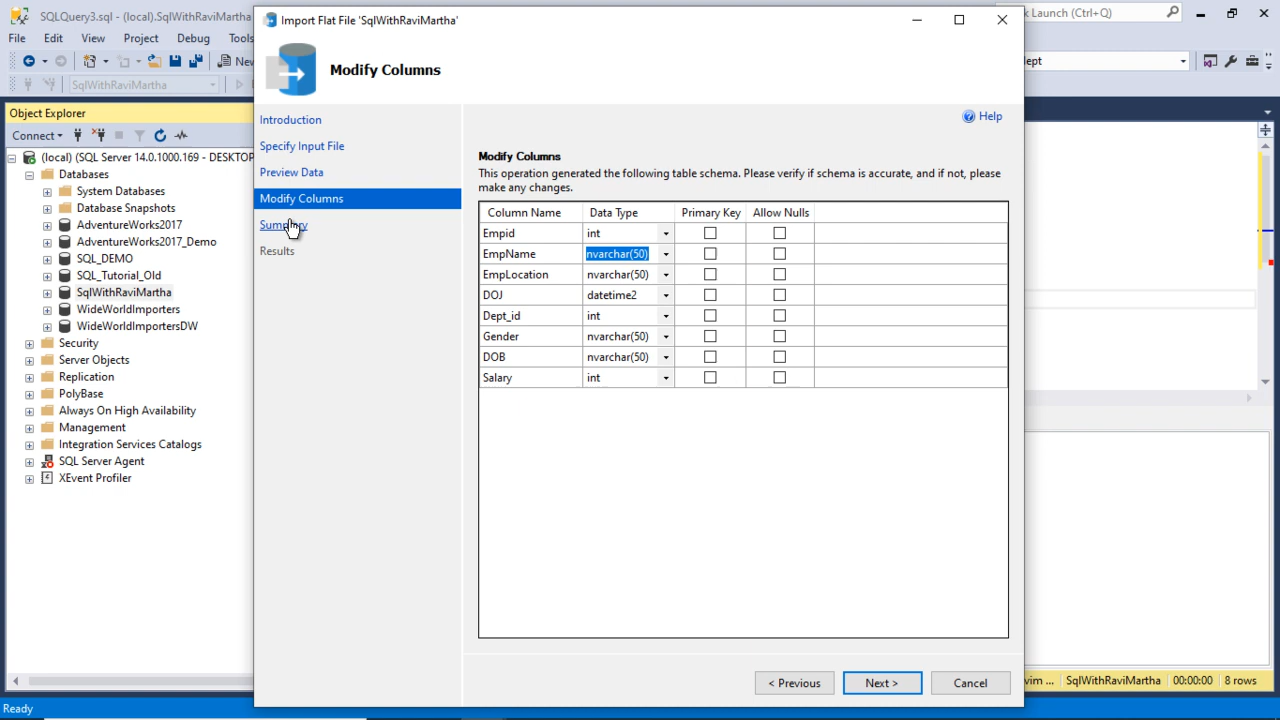 SQLQuery3.sql - (local).SqlWithRaviMartha
Import Flat File 'SqlWithRaviMartha'
k Launch (Ctrl+Q)
File Edit View Project Debug Tools
New
ept
SqlWithRaviMartha
Modify Columns
Object Explorer
Connect
(local) (SQL Server 14.0.1000.169 - DESKTOP
Databases
System Databases
Database Snapshots
AdventureWorks2017
AdventureWorks2017_Demo
SQL_DEMO
SQL_Tutorial_Old
SqlWithRaviMartha
WideWorldImporters
WideWorldImportersDW
Security
Server Objects
Replication
PolyBase
Always On High Availability
Management
Integration Services Catalogs
SQL Server Agent
XEvent Profiler
Introduction
Specify Input File
Preview Data
Modify Columns
Summary
Results
Help
Modify Columns
This operation generated the following table schema. Please verify if schema is accurate, and if not, please
make any changes.
Column Name Data Type Primary Key Allow Nulls
Empid int
EmpName nvarchar(50)
EmpLocation nvarchar(50)
DOJ datetime2
Dept_id int
Gender nvarchar(50)
DOB nvarchar(50)
Salary int
< Previous Next > Cancel
vim ... SqlWithRaviMartha 00:00:00 8 rows
Ready